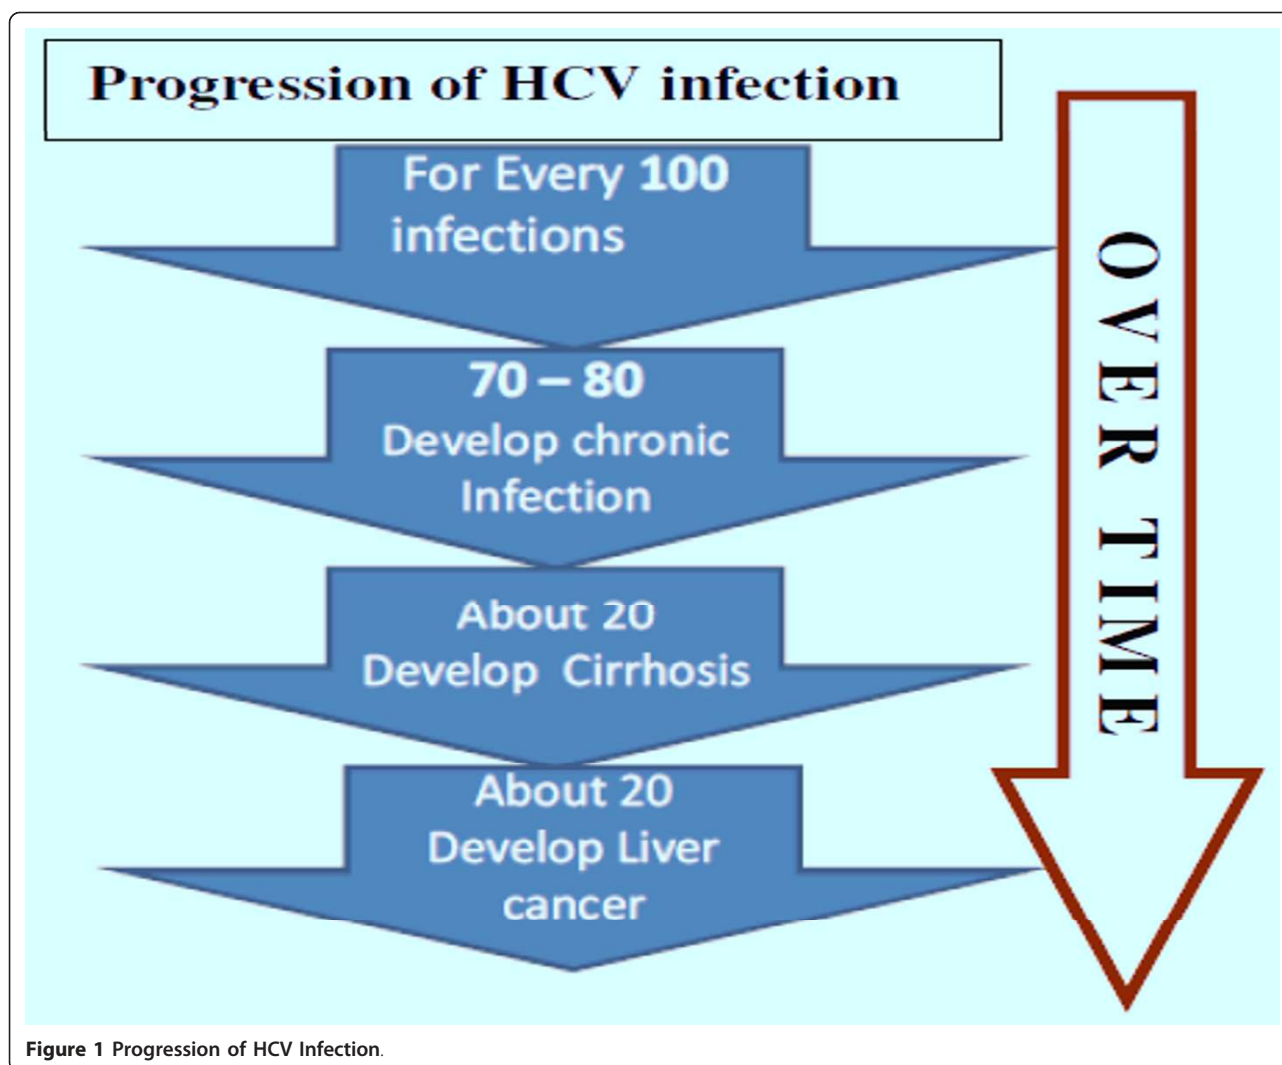 Progression of HCV infection
For Every 100
infections
70 – 80
Develop chronic
Infection
About 20
Develop Cirrhosis
About 20
Develop Liver
cancer
OVER TIME
Figure 1 Progression of HCV Infection.